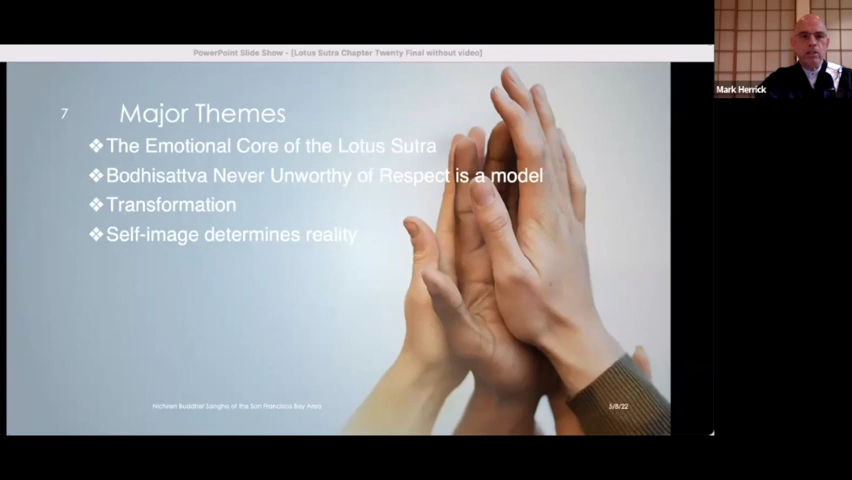 PowerPoint Slide Show - [Lotus Sutra Chapter Twenty Final without video]
Mark Herrick
7
Major Themes
❖The Emotional Core of the Lotus Sutra
❖Bodhisattva Never Unworthy of Respect is a model
❖Transformation
❖Self-image determines reality
Nichiren Buddhist Sangha of the San Francisco Bay Area
5/8/22